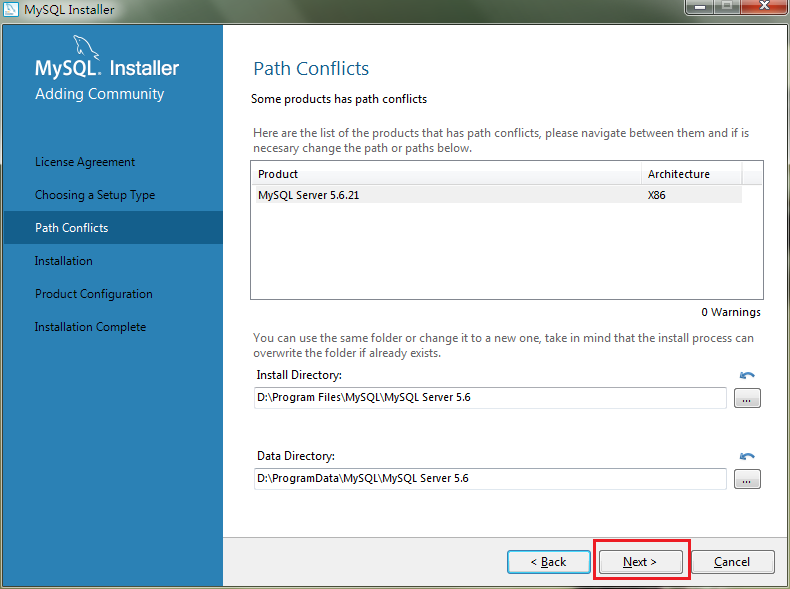 MySQL Installer
MySQL. Installer
Adding Community
License Agreement
Choosing a Setup Type
Path Conflicts
Installation
Product Configuration
Installation Complete
Path Conflicts
Some products has path conflicts
Here are the list of the products that has path conflicts, please navigate between them and if is
necesary change the path or paths below.
Product Architecture
MySQL Server 5.6.21 X86
0 Warnings
You can use the same folder or change it to a new one, take in mind that the install process can
overwrite the folder if already exists.
Install Directory:
D:\Program Files\MySQL\MySQL Server 5.6
...
Data Directory:
D:\ProgramData\MySQL\MySQL Server 5.6
...
< Back Next > Cancel